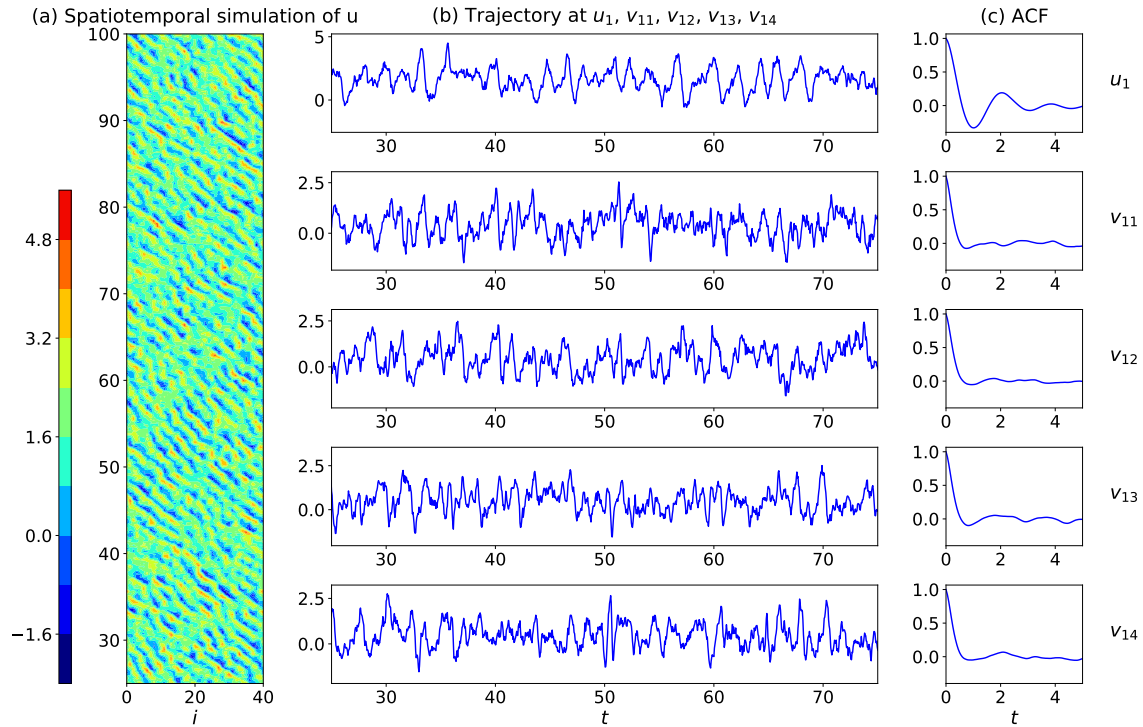 (a) Spatiotemporal simulation of u
(b) Trajectory at u₁, v₁₁, v₁₂, v₁₃, v₁₄
(c) ACF
4.8
3.2
1.6
0.0
−1.6
100
90
80
70
60
50
40
30
0 20 40
i
5
0
30 40 50 60 70
1.0
0.5
0.0
0 2 4
u₁
2.5
0.0
30 40 50 60 70
1.0
0.5
0.0
0 2 4
v₁₁
2.5
0.0
30 40 50 60 70
1.0
0.5
0.0
0 2 4
v₁₂
2.5
0.0
30 40 50 60 70
1.0
0.5
0.0
0 2 4
v₁₃
2.5
0.0
30 40 50 60 70
t
1.0
0.5
0.0
0 2 4
t
v₁₄